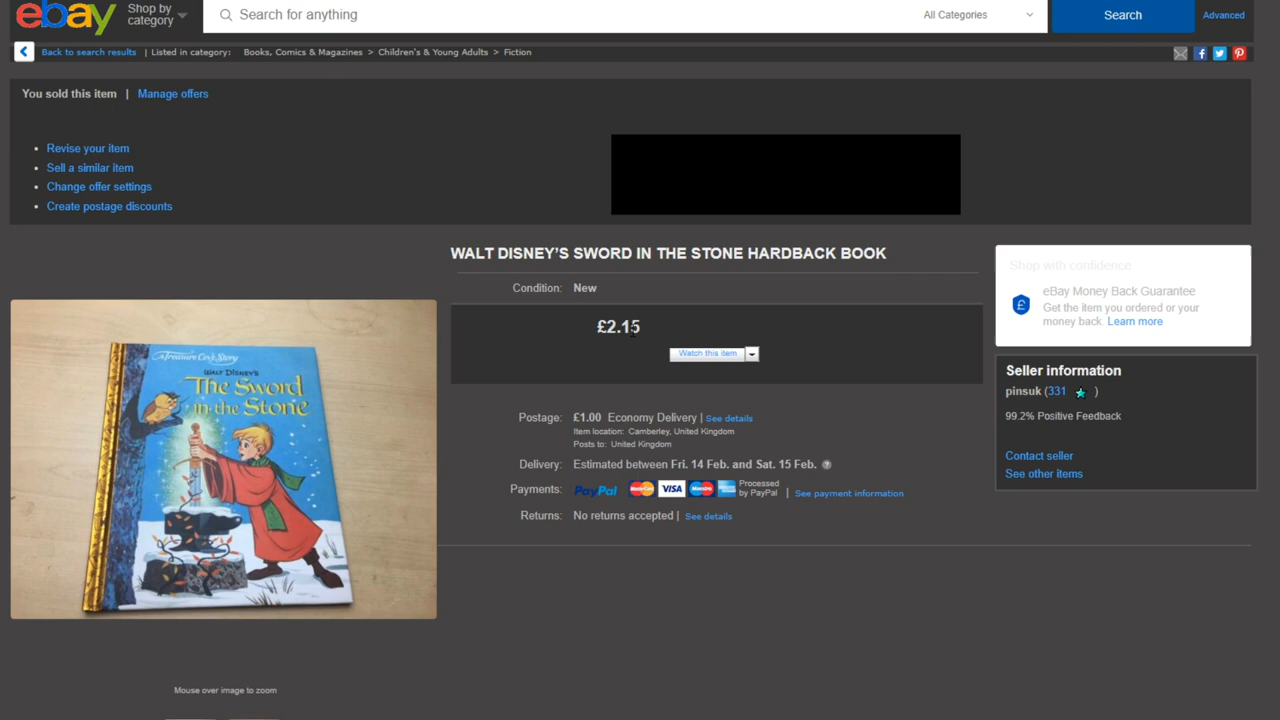 ebay
Shop by category
Search for anything
All Categories
Search
Advanced
Back to search results | Listed in category: Books, Comics & Magazines > Children's & Young Adults > Fiction
You sold this item | Manage offers
Revise your item
Sell a similar item
Change offer settings
Create postage discounts
WALT DISNEY'S SWORD IN THE STONE HARDBACK BOOK
Condition: New
£2.15
Watch this item
Postage: £1.00 Economy Delivery | See details
Item location: Camberley, United Kingdom
Posts to: United Kingdom
Delivery: Estimated between Fri. 14 Feb. and Sat. 15 Feb.
Payments: PayPal MasterCard VISA Maestro Processed by PayPal | See payment information
Returns: No returns accepted | See details
Shop with confidence
eBay Money Back Guarantee
Get the item you ordered or your
money back. Learn more
Seller information
pinsuk (331 )
99.2% Positive Feedback
Contact seller
See other items
a Treasure Cove Story
WALT DISNEY'S
The Sword
in the Stone
Mouse over image to zoom